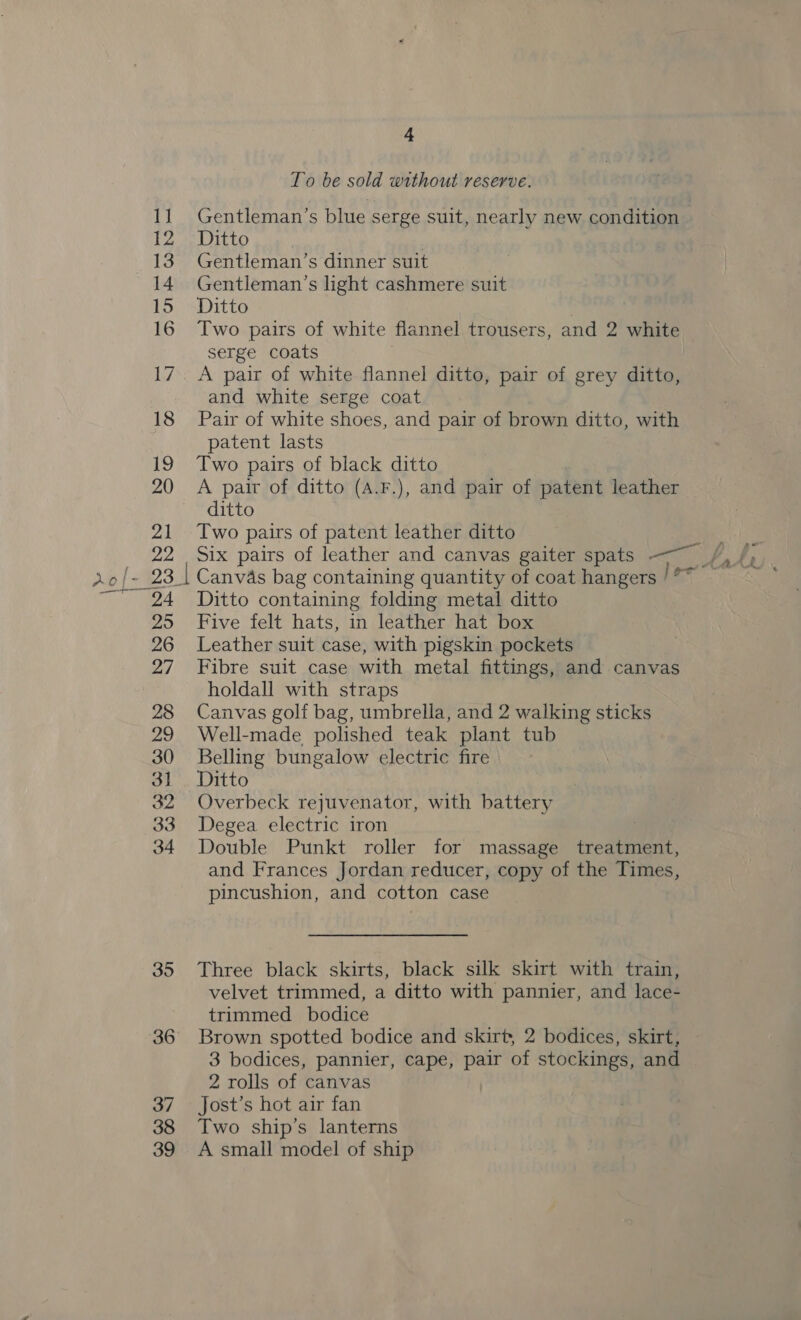 4
To be sold without reserve.
11 Gentleman's blue serge suit, nearly new condition
12 Ditto
13 Gentleman's dinner suit
14 Gentleman's light cashmere suit
15 Ditto
16 Two pairs of white flannel trousers, and 2 white
serge coats
17 A pair of white flannel ditto, pair of grey ditto,
and white serge coat
18 Pair of white shoes, and pair of brown ditto, with
patent lasts
19 Two pairs of black ditto
20 A pair of ditto (A.F.), and pair of patent leather
ditto
21 Two pairs of patent leather ditto
22 Six pairs of leather and canvas gaiter spats
20/- 23 Canvas bag containing quantity of coat hangers
24 Ditto containing folding metal ditto
25 Five felt hats, in leather hat box
26 Leather suit case, with pigskin pockets
27 Fibre suit case with metal fittings, and canvas
holdall with straps
28 Canvas golf bag, umbrella, and 2 walking sticks
29 Well-made polished teak plant tub
30 Belling bungalow electric fire
31 Ditto
32 Overbeck rejuvenator, with battery
33 Degea electric iron
34 Double Punkt roller for massage treatment,
and Frances Jordan reducer, copy of the Times,
pincushion, and cotton case
35 Three black skirts, black silk skirt with train,
velvet trimmed, a ditto with pannier, and lace-
trimmed bodice
36 Brown spotted bodice and skirt, 2 bodices, skirt,
3 bodices, pannier, cape, pair of stockings, and
2 rolls of canvas
37 Jost's hot air fan
38 Two ship's lanterns
39 A small model of ship